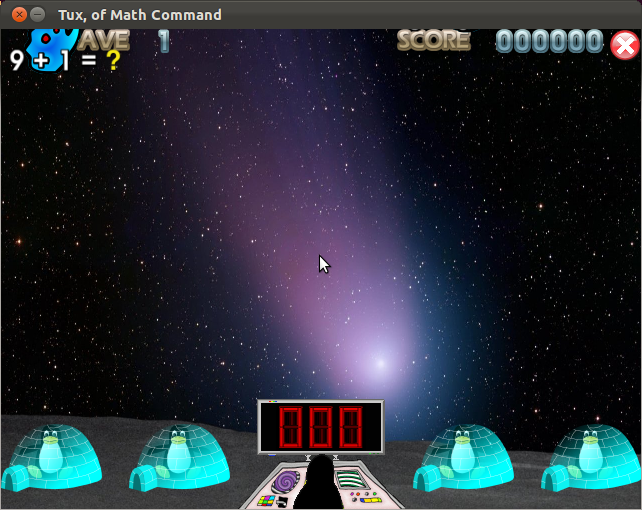 Tux, of Math Command
AVE 1 SCORE 000000
9 + 1 = ?
000